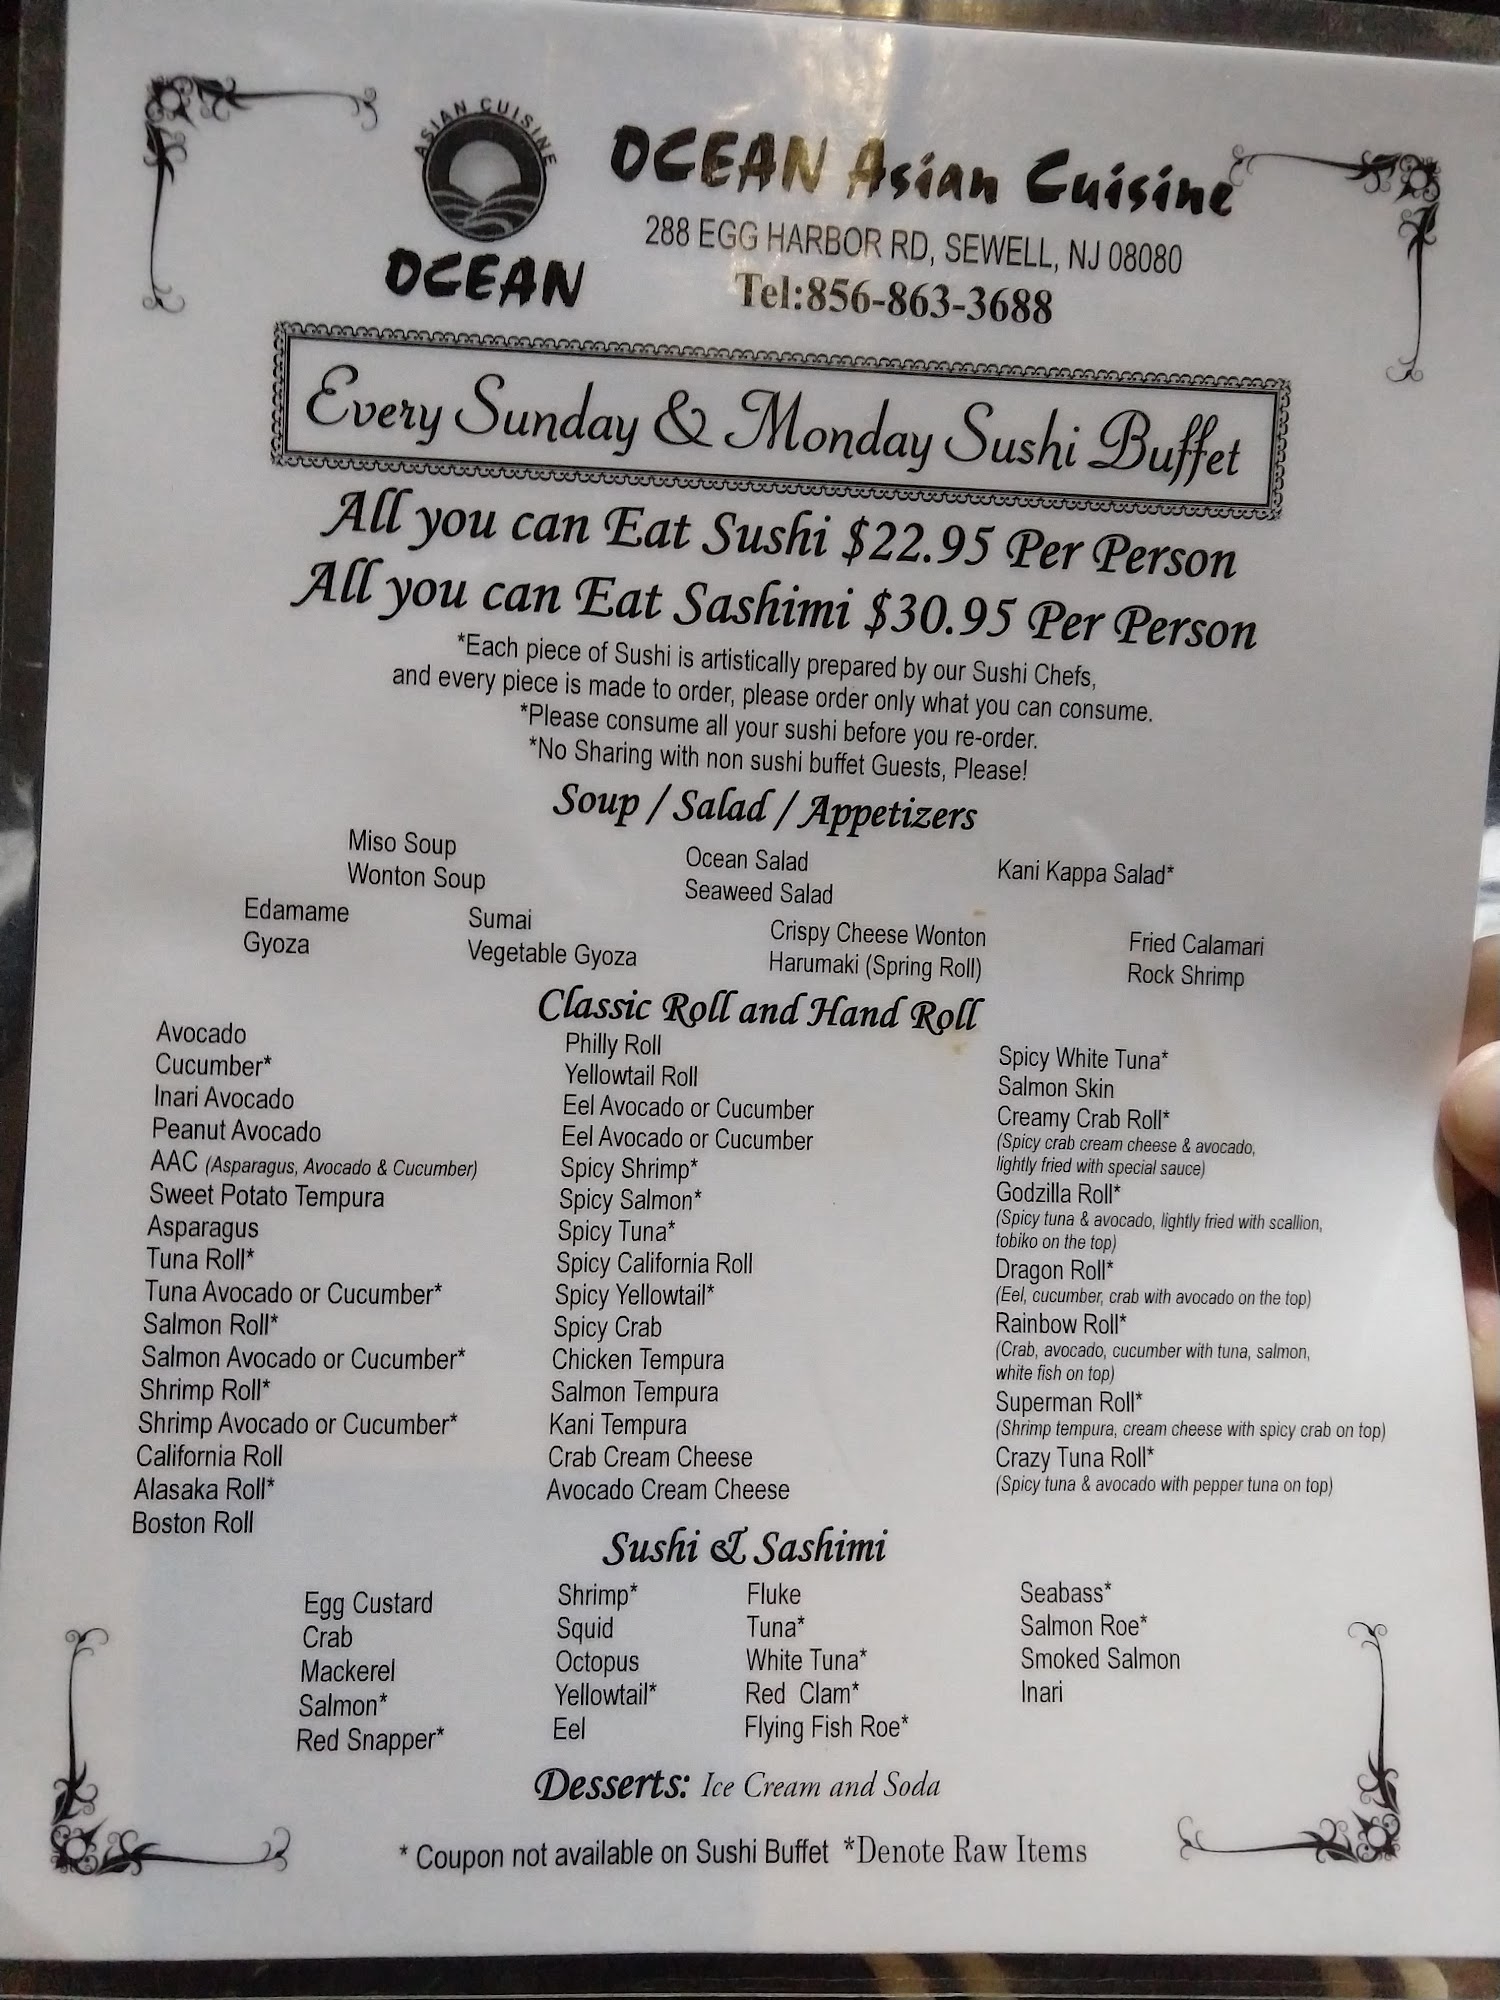 ASIAN CUISINE
OCEAN
OCEAN Asian Cuisine
288 EGG HARBOR RD, SEWELL, NJ 08080
Tel:856-863-3688
Every Sunday & Monday Sushi Buffet
All you can Eat Sushi $22.95 Per Person
All you can Eat Sashimi $30.95 Per Person
*Each piece of Sushi is artistically prepared by our Sushi Chefs,
and every piece is made to order, please order only what you can consume.
*Please consume all your sushi before you re-order.
*No Sharing with non sushi buffet Guests, Please!
Soup / Salad / Appetizers
Miso Soup
Wonton Soup
Ocean Salad
Seaweed Salad
Kani Kappa Salad*
Edamame
Gyoza
Sumai
Vegetable Gyoza
Crispy Cheese Wonton
Harumaki (Spring Roll)
Fried Calamari
Rock Shrimp
Classic Roll and Hand Roll
Avocado
Cucumber*
Inari Avocado
Peanut Avocado
AAC (Asparagus, Avocado & Cucumber)
Sweet Potato Tempura
Asparagus
Tuna Roll*
Tuna Avocado or Cucumber*
Salmon Roll*
Salmon Avocado or Cucumber*
Shrimp Roll*
Shrimp Avocado or Cucumber*
California Roll
Alasaka Roll*
Boston Roll
Philly Roll
Yellowtail Roll
Eel Avocado or Cucumber
Eel Avocado or Cucumber
Spicy Shrimp*
Spicy Salmon*
Spicy Tuna*
Spicy California Roll
Spicy Yellowtail*
Spicy Crab
Chicken Tempura
Salmon Tempura
Kani Tempura
Crab Cream Cheese
Avocado Cream Cheese
Spicy White Tuna*
Salmon Skin
Creamy Crab Roll*
(Spicy crab cream cheese & avocado,
lightly fried with special sauce)
Godzilla Roll*
(Spicy tuna & avocado, lightly fried with scallion,
tobiko on the top)
Dragon Roll*
(Eel, cucumber, crab with avocado on the top)
Rainbow Roll*
(Crab, avocado, cucumber with tuna, salmon,
white fish on top)
Superman Roll*
(Shrimp tempura, cream cheese with spicy crab on top)
Crazy Tuna Roll*
(Spicy tuna & avocado with pepper tuna on top)
Sushi & Sashimi
Egg Custard
Crab
Mackerel
Salmon*
Red Snapper*
Shrimp*
Squid
Octopus
Yellowtail*
Eel
Fluke
Tuna*
White Tuna*
Red Clam*
Flying Fish Roe*
Seabass*
Salmon Roe*
Smoked Salmon
Inari
Desserts: Ice Cream and Soda
* Coupon not available on Sushi Buffet *Denote Raw Items